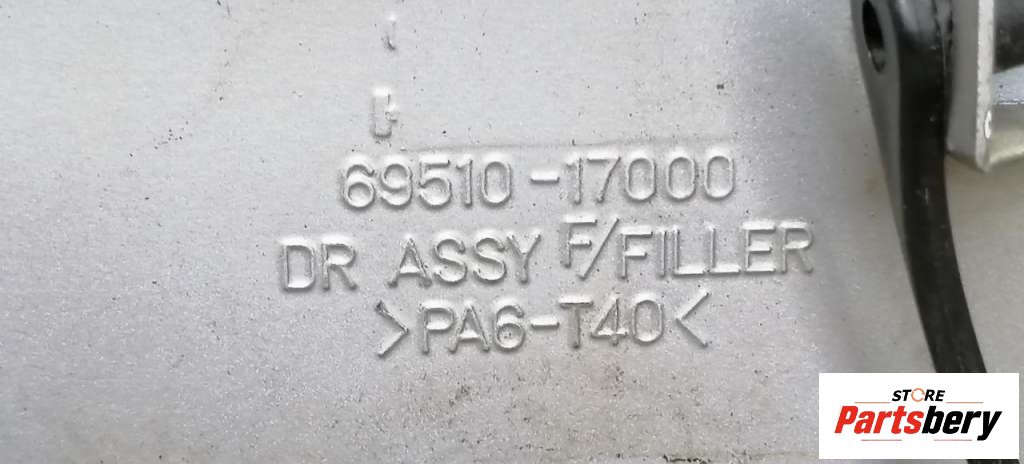 69510-17000
DR ASSY F/FILLER
>PA6-T40<
STORE
Partsbery